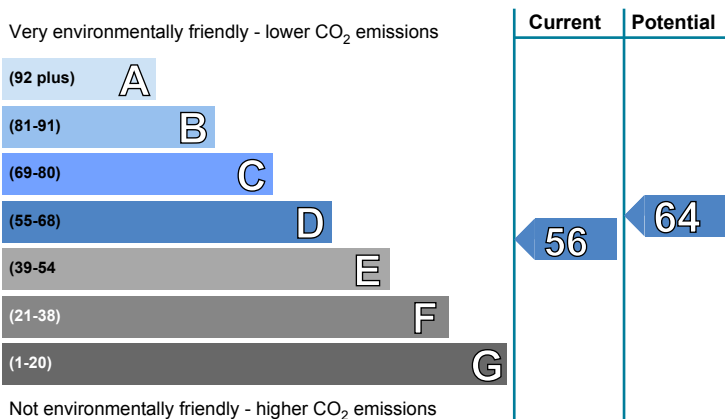 Current Potential
Very environmentally friendly - lower CO₂ emissions
(92 plus) A
(81-91) B
(69-80) C
(55-68) D
64
56
(39-54 E
(21-38) F
(1-20) G
Not environmentally friendly - higher CO₂ emissions